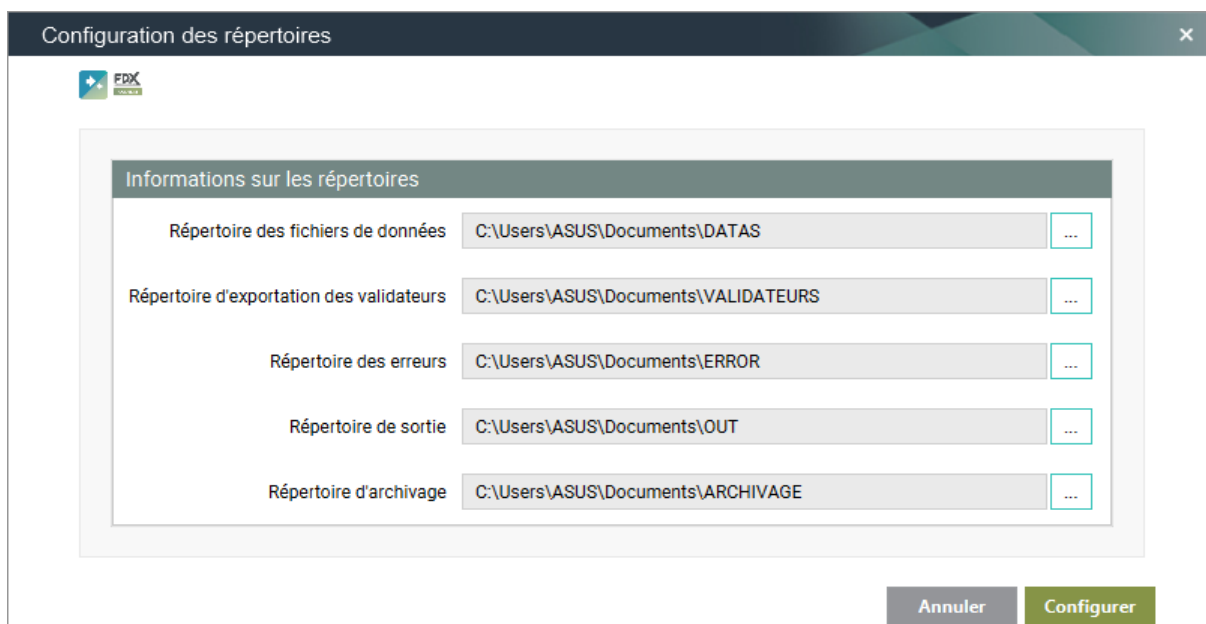 Configuration des répertoires
FDX
Informations sur les répertoires
Répertoire des fichiers de données C:\Users\ASUS\Documents\DATAS ...
Répertoire d'exportation des validateurs C:\Users\ASUS\Documents\VALIDATEURS ...
Répertoire des erreurs C:\Users\ASUS\Documents\ERROR ...
Répertoire de sortie C:\Users\ASUS\Documents\OUT ...
Répertoire d'archivage C:\Users\ASUS\Documents\ARCHIVAGE ...
Annuler Configurer